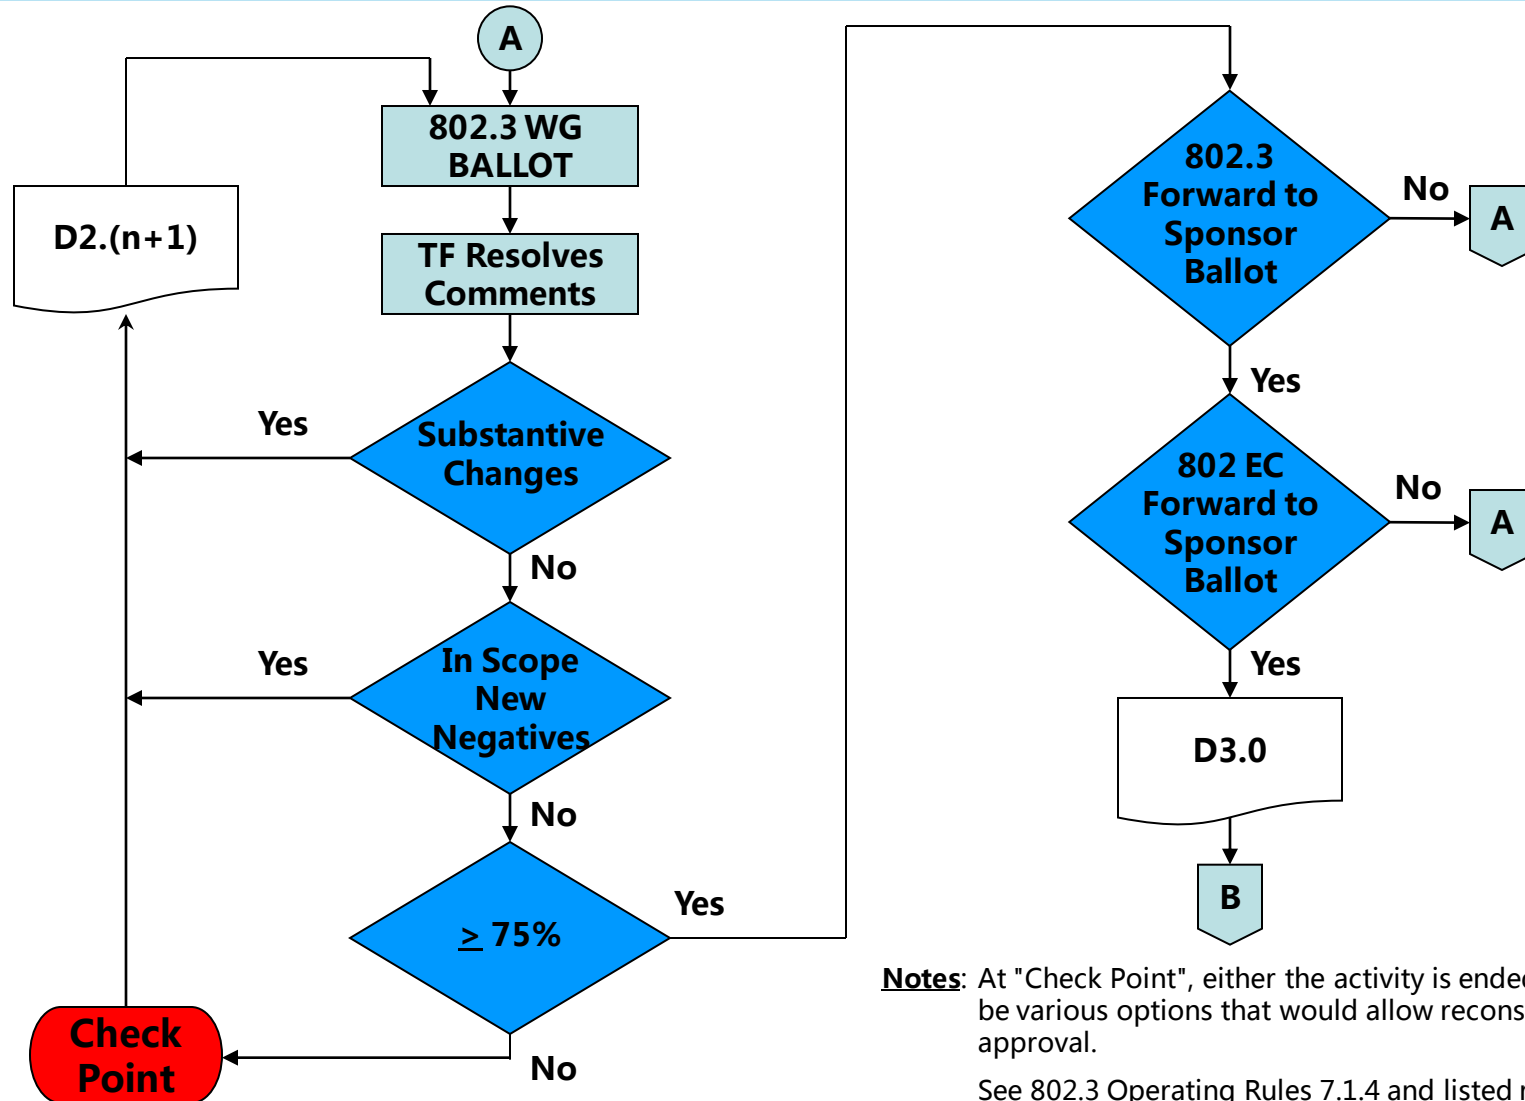 A
802.3 WG
BALLOT
D2.(n+1)
TF Resolves
Comments
Yes
Substantive
Changes
No
Yes
In Scope
New
Negatives
No
≥ 75%
Yes
No
Check
Point
802.3
Forward to
Sponsor
Ballot
No
A
Yes
802 EC
Forward to
Sponsor
Ballot
No
A
Yes
D3.0
B
Notes: At "Check Point", either the activity is
be various options that would allow
approval.
See 802.3 Operating Rules 7.1.4 and listed